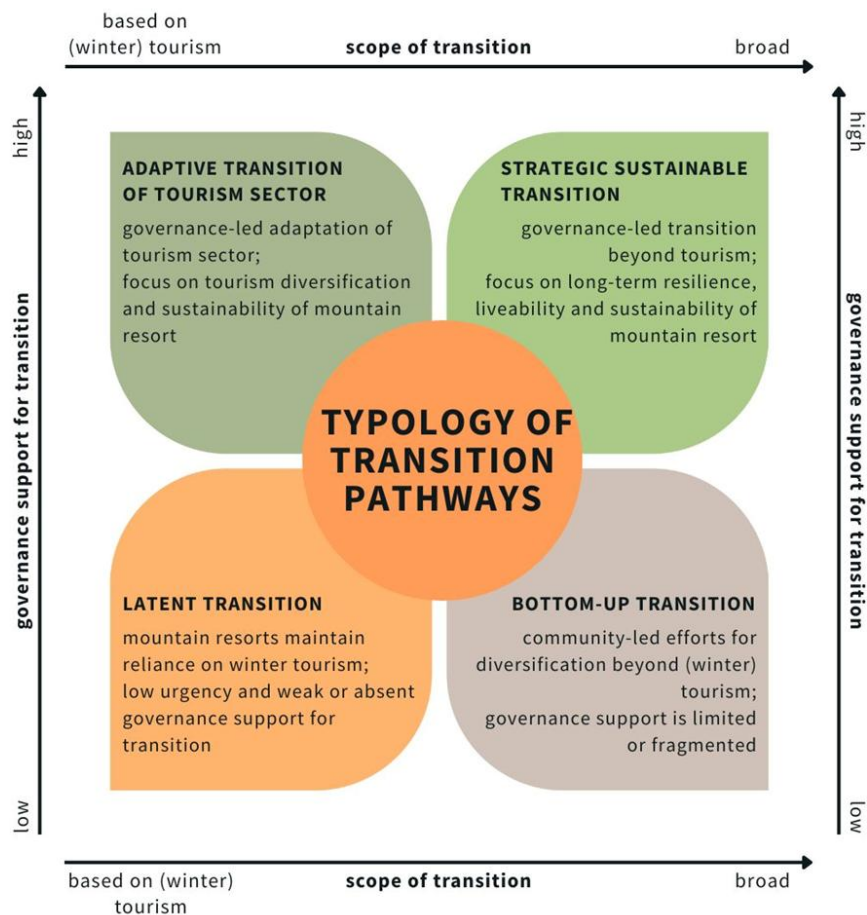 based on
(winter) tourism
scope of transition
broad
high
governance support for transition
low
ADAPTIVE TRANSITION
OF TOURISM SECTOR
governance-led adaptation of
tourism sector;
focus on tourism diversification
and sustainability of mountain
resort
STRATEGIC SUSTAINABLE
TRANSITION
governance-led transition
beyond tourism;
focus on long-term resilience,
liveability and sustainability of
mountain resort
TYPOLOGY OF
TRANSITION
PATHWAYS
LATENT TRANSITION
mountain resorts maintain
reliance on winter tourism;
low urgency and weak or absent
governance support for
transition
BOTTOM-UP TRANSITION
community-led efforts for
diversification beyond (winter)
tourism;
governance support is limited
or fragmented
high
governance support for transition
low
based on (winter)
tourism
scope of transition
broad